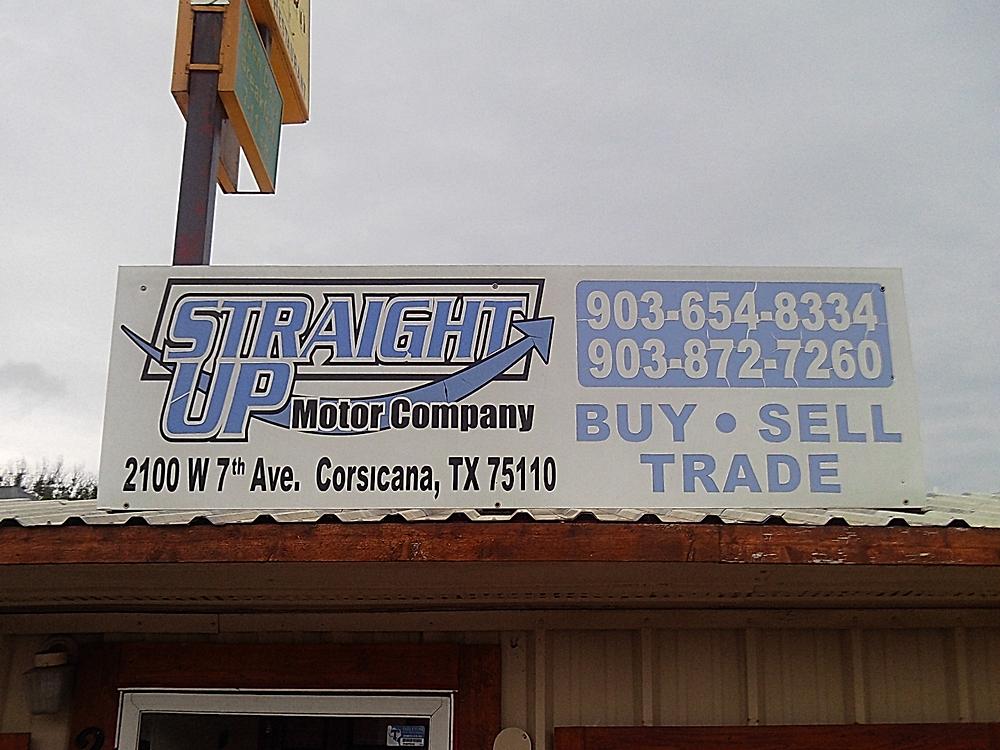 STRAIGHT
UP
Motor Company
2100 W 7th Ave. Corsicana, TX 75110
903-654-8334
903-872-7260
BUY • SELL
TRADE